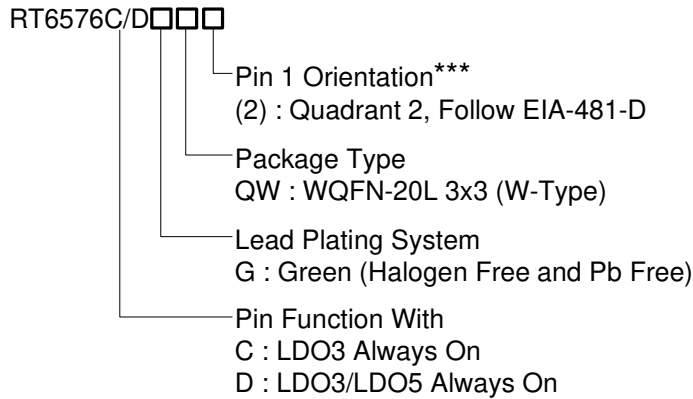 RT6576C/D□□□
Pin 1 Orientation***
(2) : Quadrant 2, Follow EIA-481-D
Package Type
QW : WQFN-20L 3x3 (W-Type)
Lead Plating System
G : Green (Halogen Free and Pb Free)
Pin Function With
C : LDO3 Always On
D : LDO3/LDO5 Always On